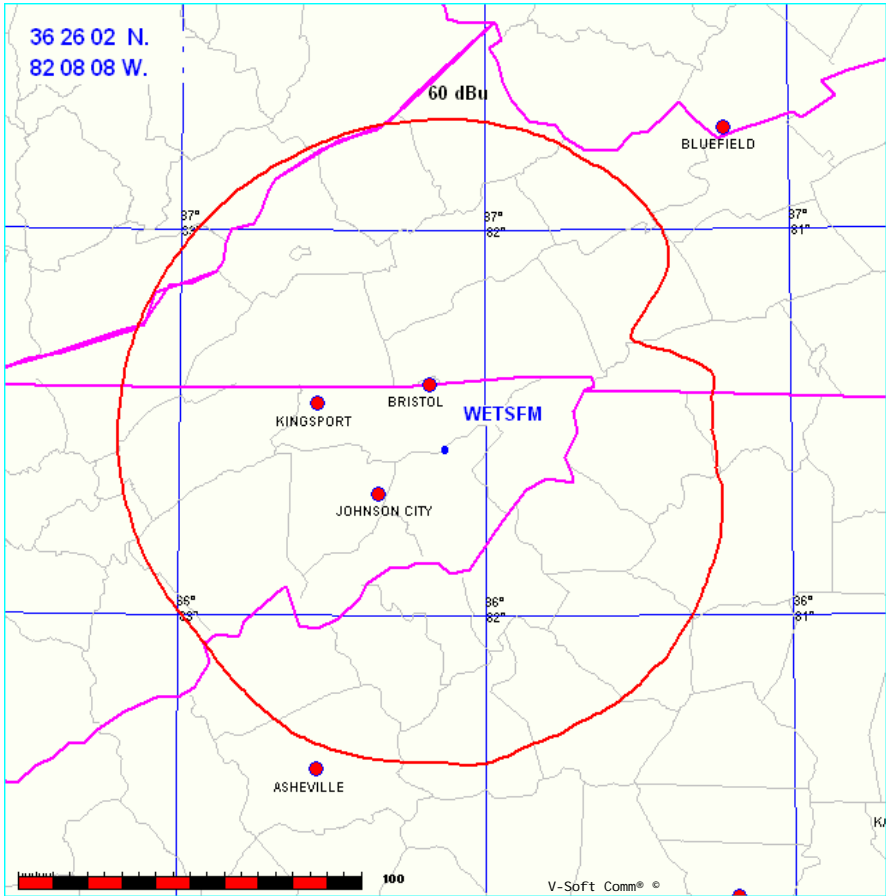 36 26 02 N.
82 08 08 W.
60 dBu
BLUEFIELD
37°
83°
37°
82°
37°
81°
BRISTOL
KINGSPORT
WETSFM
JOHNSON CITY
36°
83°
36°
82°
36°
81°
ASHEVILLE
100
V-Soft Comm® ©